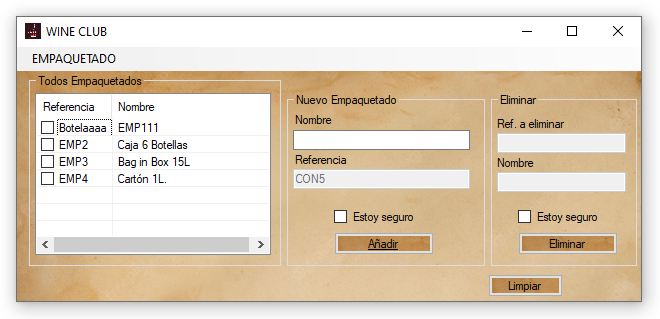 WINE CLUB
EMPAQUETADO
Todos Empaquetados
Referencia Nombre
Botelaaaa EMP111
EMP2 Caja 6 Botellas
EMP3 Bag in Box 15L
EMP4 Cartón 1L.
Nuevo Empaquetado
Nombre
Referencia
CON5
Estoy seguro
Añadir
Eliminar
Ref. a eliminar
Nombre
Estoy seguro
Eliminar
Limpiar